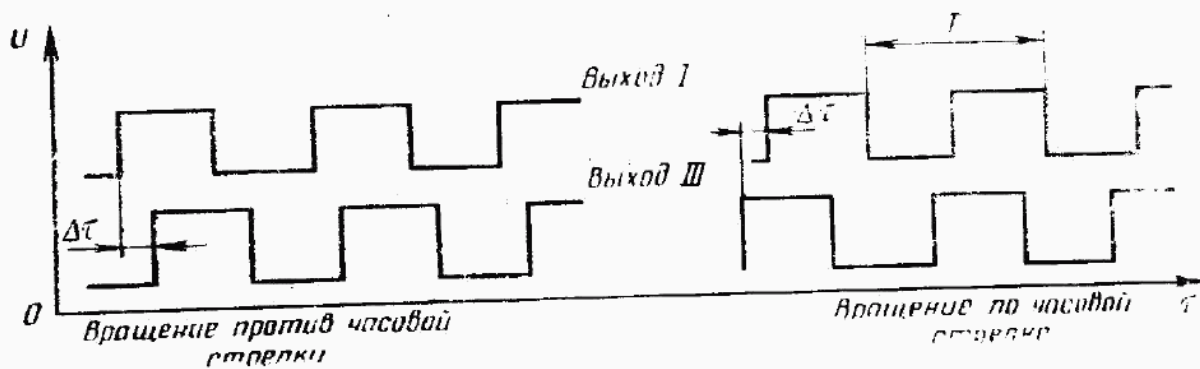 U
T
Выход I
Δτ
Выход III
Δτ
0
Вращение против часовой
стрелки
Вращение по часовой
стрелке
τ